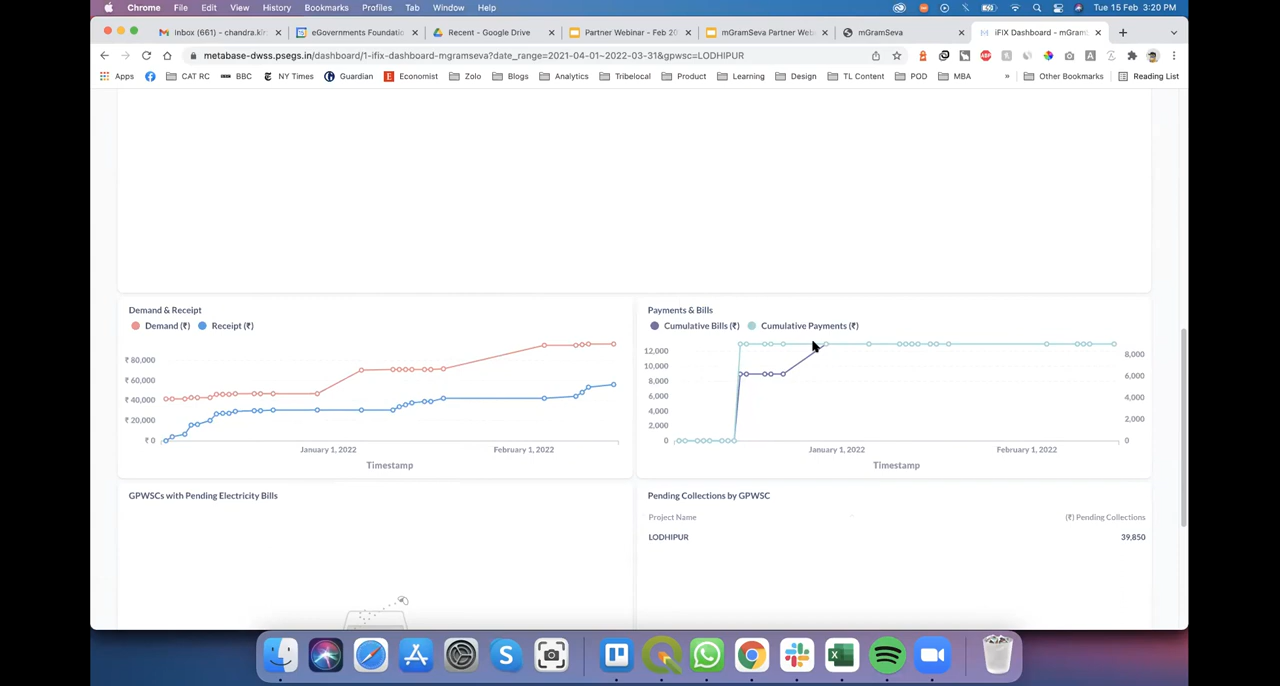 Chrome File Edit View History Bookmarks Profiles Tab Window Help Tue 15 Feb 3:20 PM
Inbox (661) - chandra.kir eGovernments Foundatio Recent - Google Drive Partner Webinar - Feb 20 mGramSeva Partner Web mGramSeva iFIX Dashboard - mGram
metabase-dwss.psegs.in/dashboard/1-ifix-dashboard-mgramseva?date_range=2021-04-01~2022-03-31&gpwsc=LODHIPUR
Apps CAT RC BBC NY Times Guardian Economist Zolo Blogs Analytics Tribelocal Product Learning Design TL Content POD MBA » Other Bookmarks Reading List
Demand & Receipt
Demand (₹) Receipt (₹)
₹ 80,000
₹ 60,000
₹ 40,000
₹ 20,000
₹ 0
January 1, 2022 February 1, 2022
Timestamp
Payments & Bills
Cumulative Bills (₹) Cumulative Payments (₹)
12,000
10,000
8,000
6,000
4,000
2,000
0
8,000
6,000
4,000
2,000
0
January 1, 2022 February 1, 2022
Timestamp
GPWSCs with Pending Electricity Bills
Pending Collections by GPWSC
Project Name (₹) Pending Collections
LODHIPUR 39,850